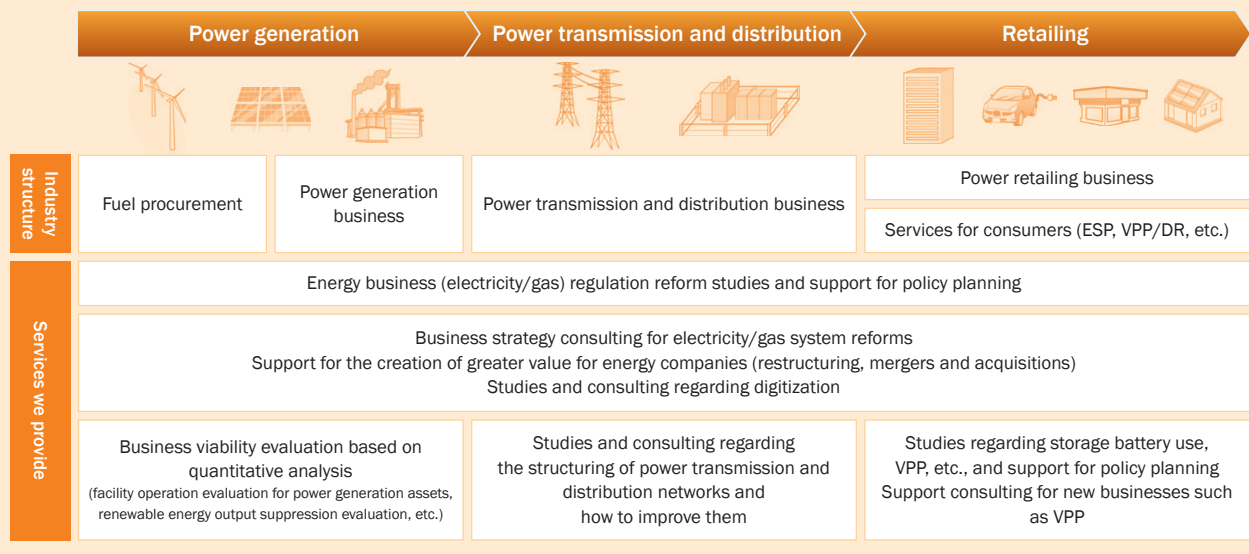 Power generation
Power transmission and distribution
Retailing
Industry
structure
Fuel procurement
Power generation
business
Power transmission and distribution business
Power retailing business
Services for consumers (ESP, VPP/DR, etc.)
Services we provide
Energy business (electricity/gas) regulation reform studies and support for policy planning
Business strategy consulting for electricity/gas system reforms
Support for the creation of greater value for energy companies (restructuring, mergers and acquisitions)
Studies and consulting regarding digitization
Business viability evaluation based on
quantitative analysis
(facility operation evaluation for power generation assets,
renewable energy output suppression evaluation, etc.)
Studies and consulting regarding
the structuring of power transmission and
distribution networks and
how to improve them
Studies regarding storage battery use,
VPP, etc., and support for policy planning
Support consulting for new businesses such
as VPP